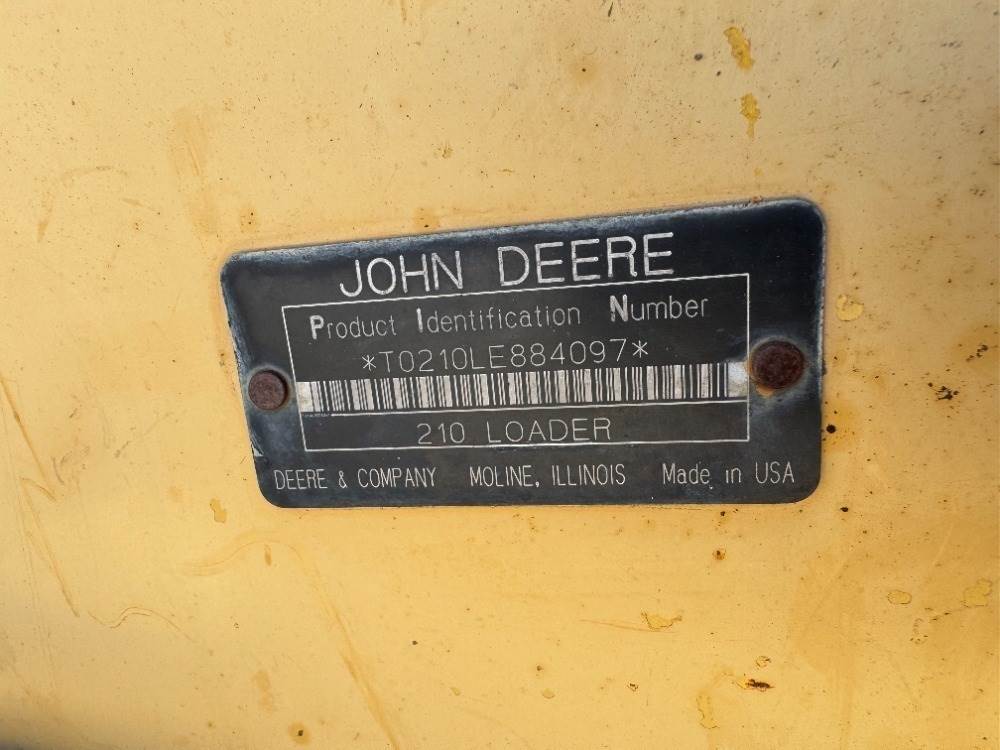 JOHN DEERE
Product Identification Number
*T0210LE884097*
210 LOADER
DEERE & COMPANY MOLINE, ILLINOIS Made in USA